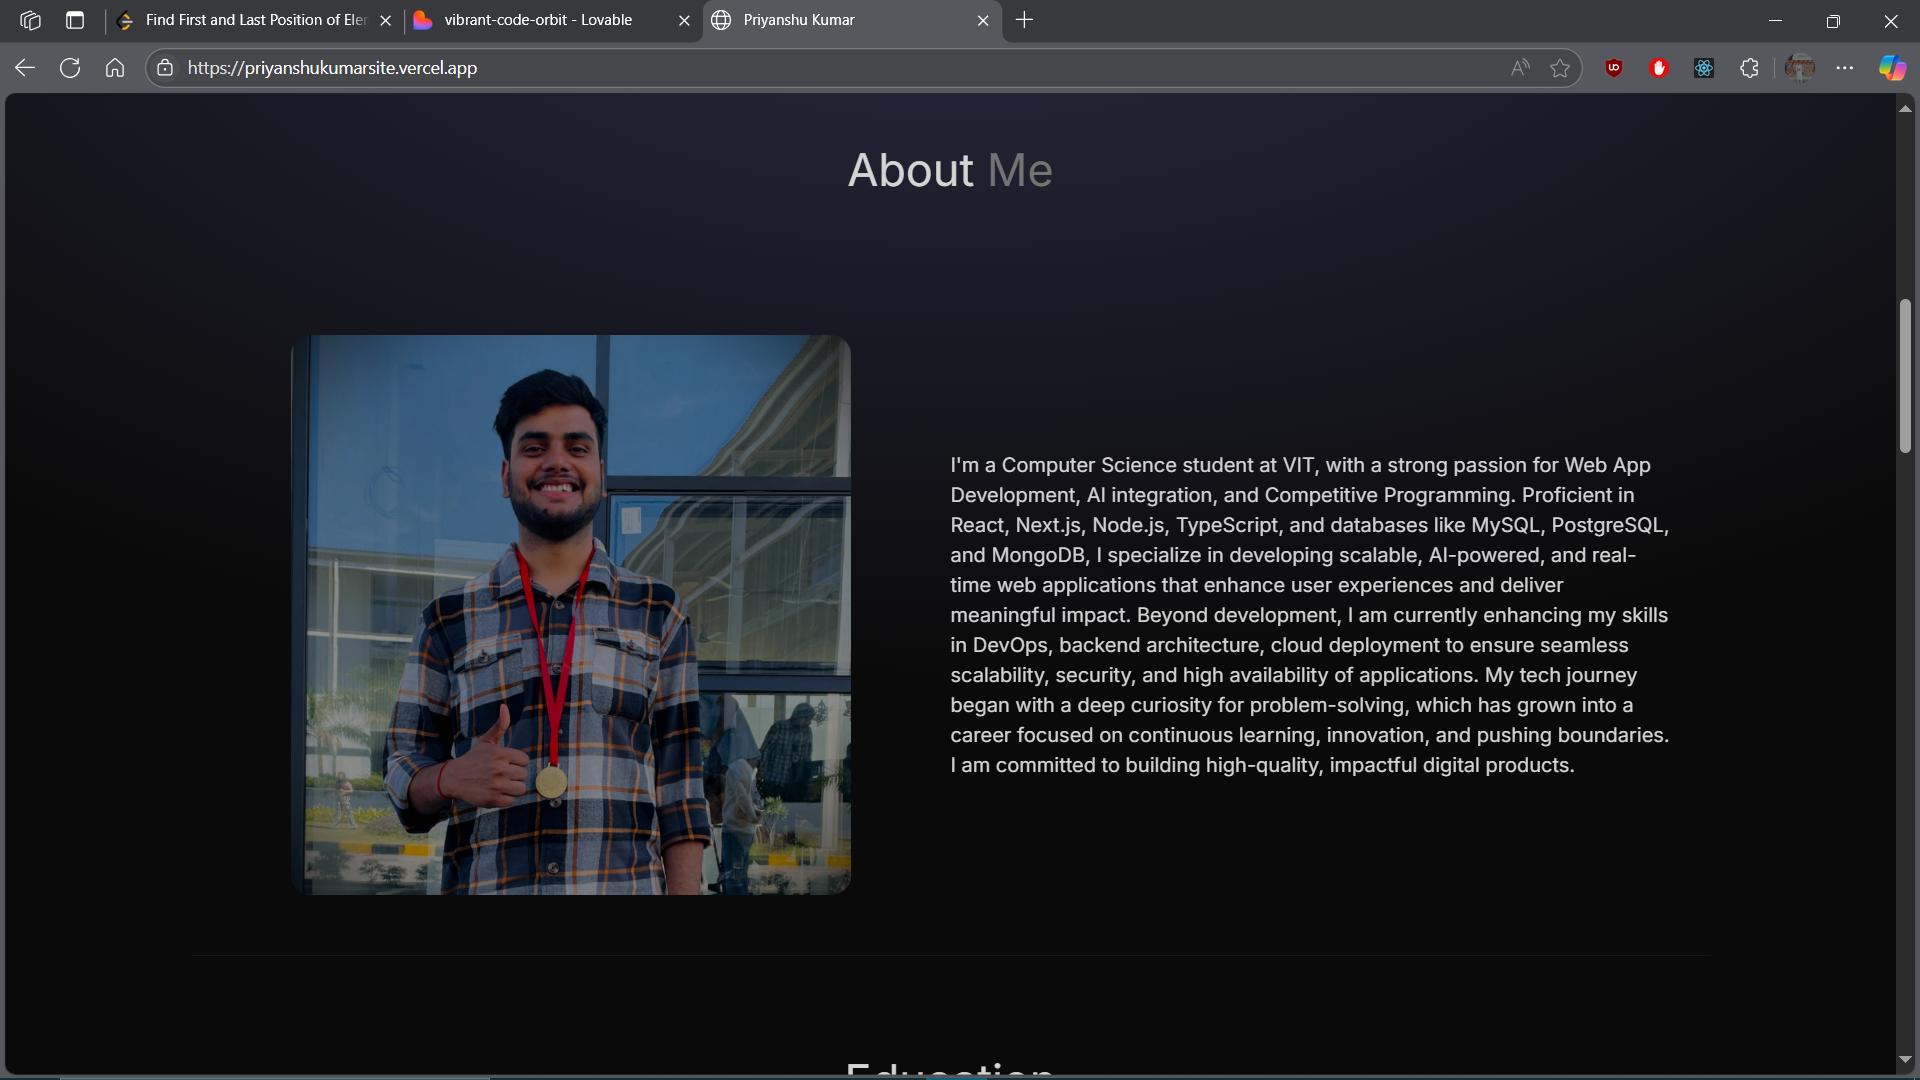 Find First and Last Position of Ele
vibrant-code-orbit - Lovable
Priyanshu Kumar
https://priyanshukumarsite.vercel.app
About Me
I'm a Computer Science student at VIT, with a strong passion for Web App
Development, AI integration, and Competitive Programming. Proficient in
React, Next.js, Node.js, TypeScript, and databases like MySQL, PostgreSQL,
and MongoDB, I specialize in developing scalable, AI-powered, and real-
time web applications that enhance user experiences and deliver
meaningful impact. Beyond development, I am currently enhancing my skills
in DevOps, backend architecture, cloud deployment to ensure seamless
scalability, security, and high availability of applications. My tech journey
began with a deep curiosity for problem-solving, which has grown into a
career focused on continuous learning, innovation, and pushing boundaries.
I am committed to building high-quality, impactful digital products.
Education